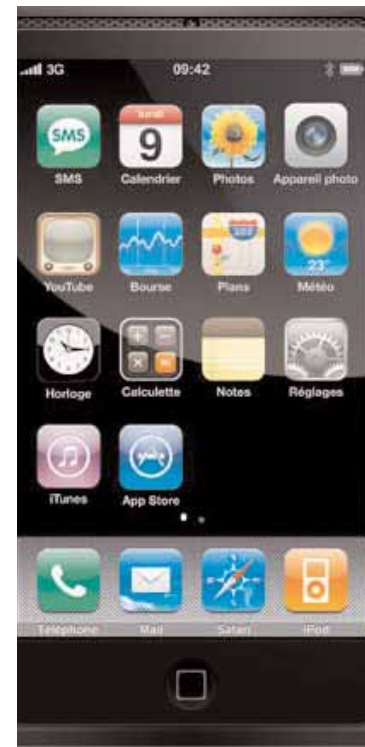 3G 09:42
SMS
lundi
9
23°
SMS Calendrier Photos Appareil photo
YouTube Bourse Plans Météo
Horloge Calculette Notes Réglages
iTunes App Store
Téléphone Mail Safari iPod